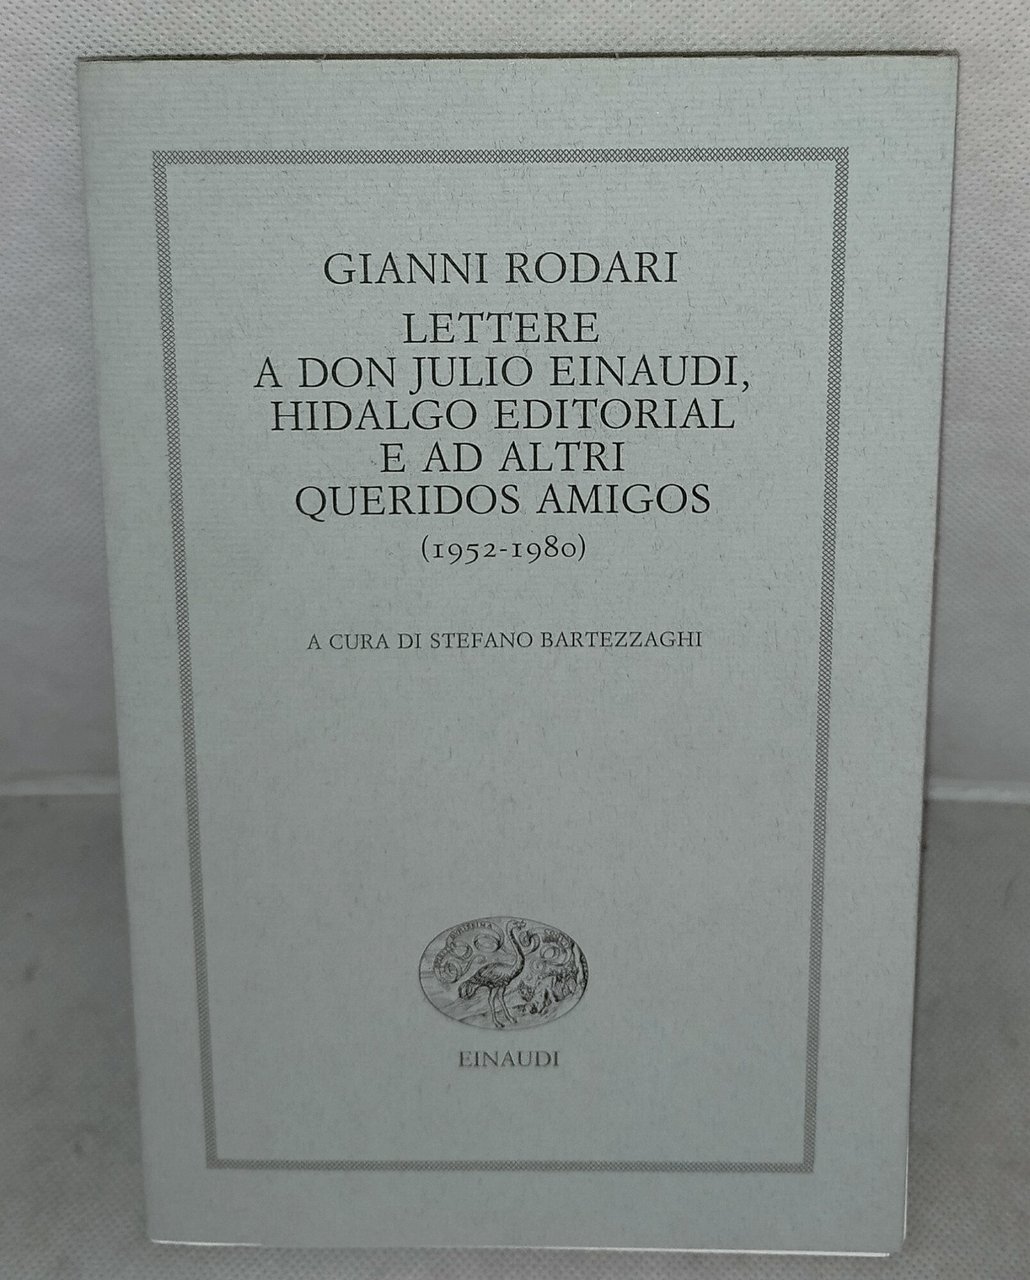 GIANNI RODARI
LETTERE
A DON JULIO EINAUDI,
HIDALGO EDITORIAL
E AD ALTRI
QUERIDOS AMIGOS
(1952-1980)
A CURA DI STEFANO BARTEZZAGHI
EINAUDI